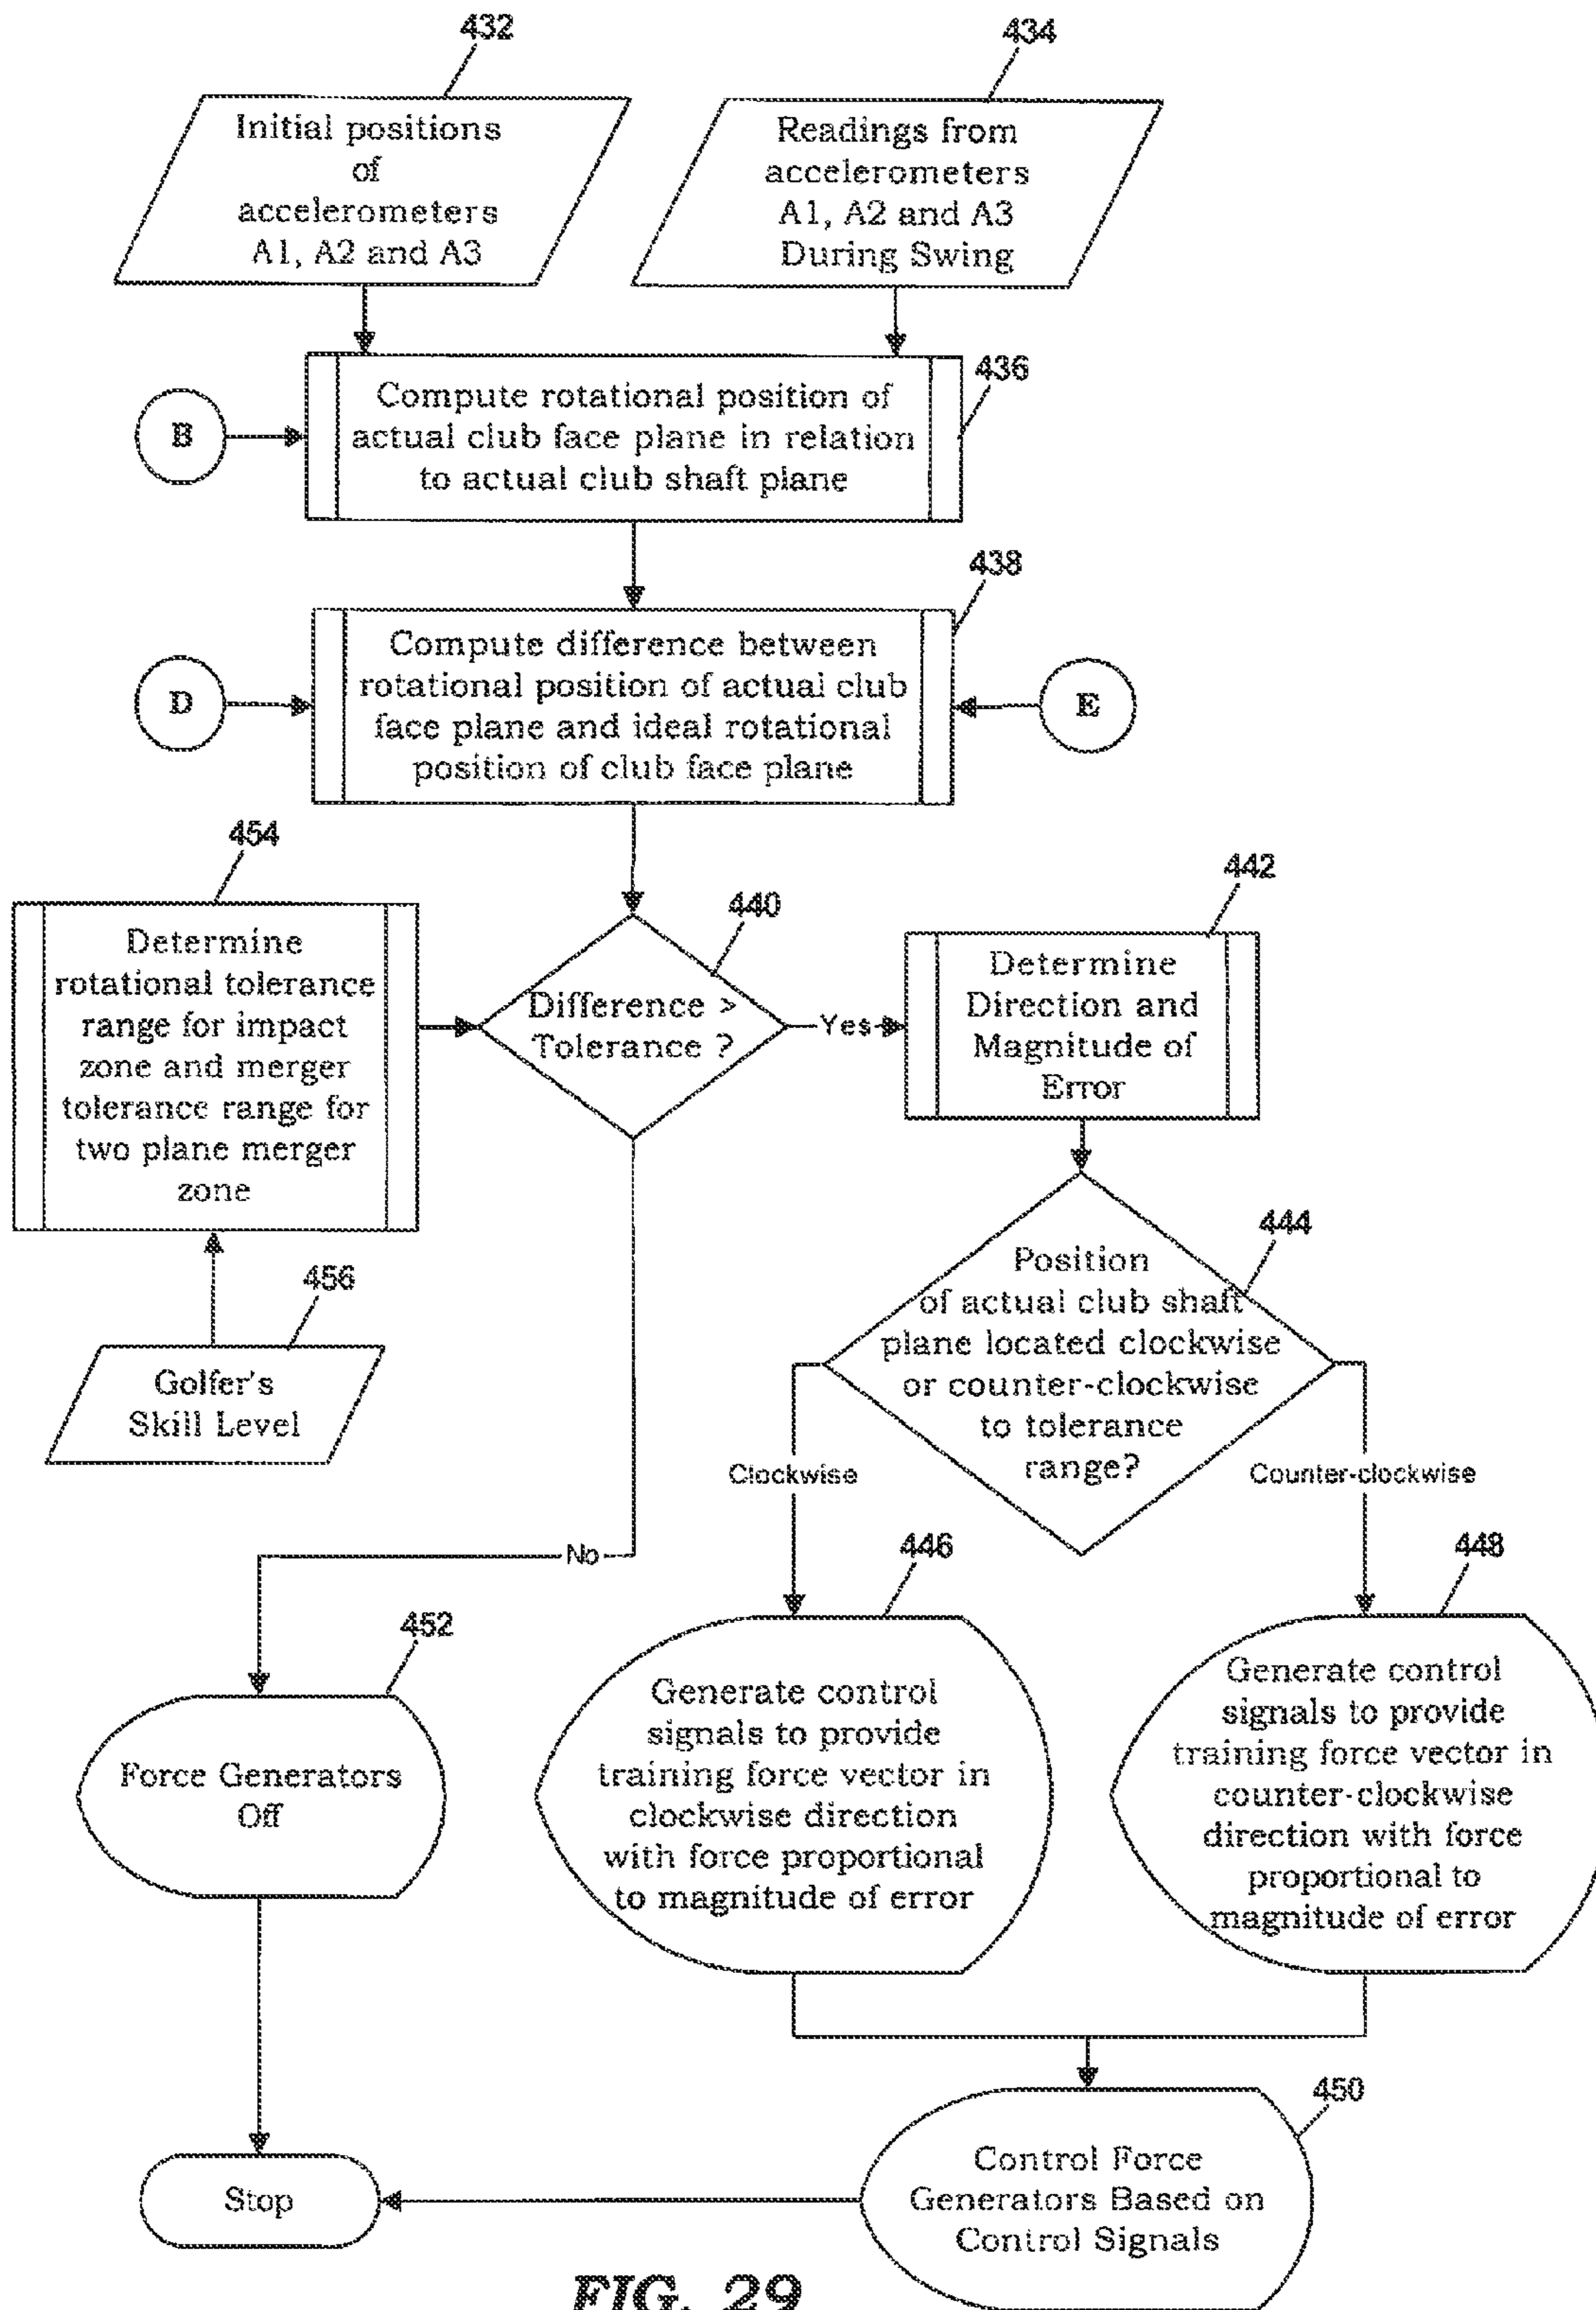 432
434
Initial positions
of
accelerometers
A1, A2 and A3
Readings from
accelerometers
A1, A2 and A3
During Swing
436
B
Compute rotational position of
actual club face plane in relation
to actual club shaft plane
438
D
Compute difference between
rotational position of actual club
face plane and ideal rotational
position of club face plane
E
454
Determine
rotational tolerance
range for impact
zone and merger
tolerance range for
two plane merger
zone
440
Difference >
Tolerance ?
Yes
442
Determine
Direction and
Magnitude of
Error
444
Position
of actual club shaft
plane located clockwise
or counter-clockwise
to tolerance
range?
456
Golfer's
Skill Level
Clockwise
Counter-clockwise
No
446
448
452
Force Generators
Off
Generate control
signals to provide
training force vector in
clockwise direction
with force proportional
to magnitude of error
Generate control
signals to provide
training force vector in
counter-clockwise
direction with force
proportional to
magnitude of error
450
Stop
Control Force
Generators Based on
Control Signals
FIG. 29